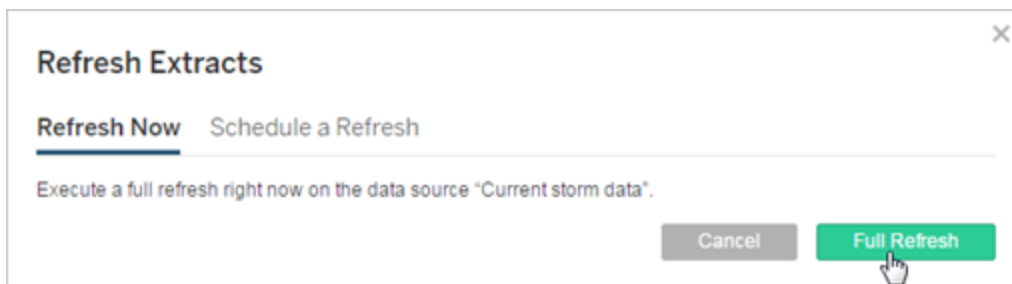 Refresh Extracts
Refresh Now Schedule a Refresh
Execute a full refresh right now on the data source “Current storm data”.
Cancel Full Refresh